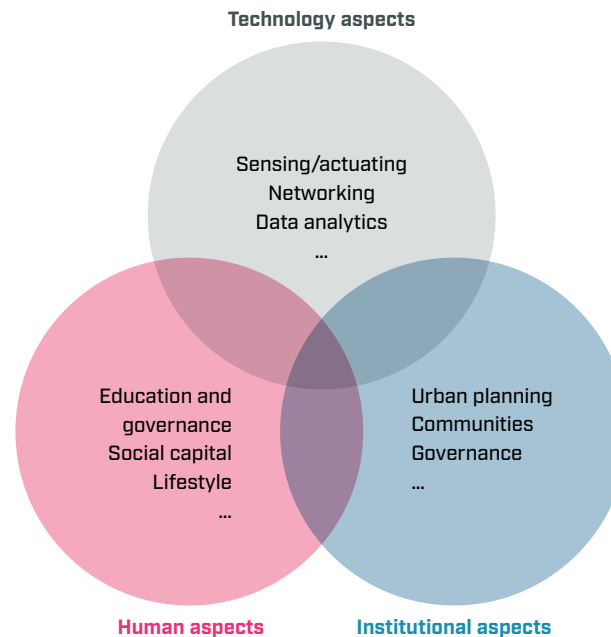 Technology aspects
Sensing/actuating
Networking
Data analytics
...
Education and
governance
Social capital
Lifestyle
...
Urban planning
Communities
Governance
...
Human aspects
Institutional aspects